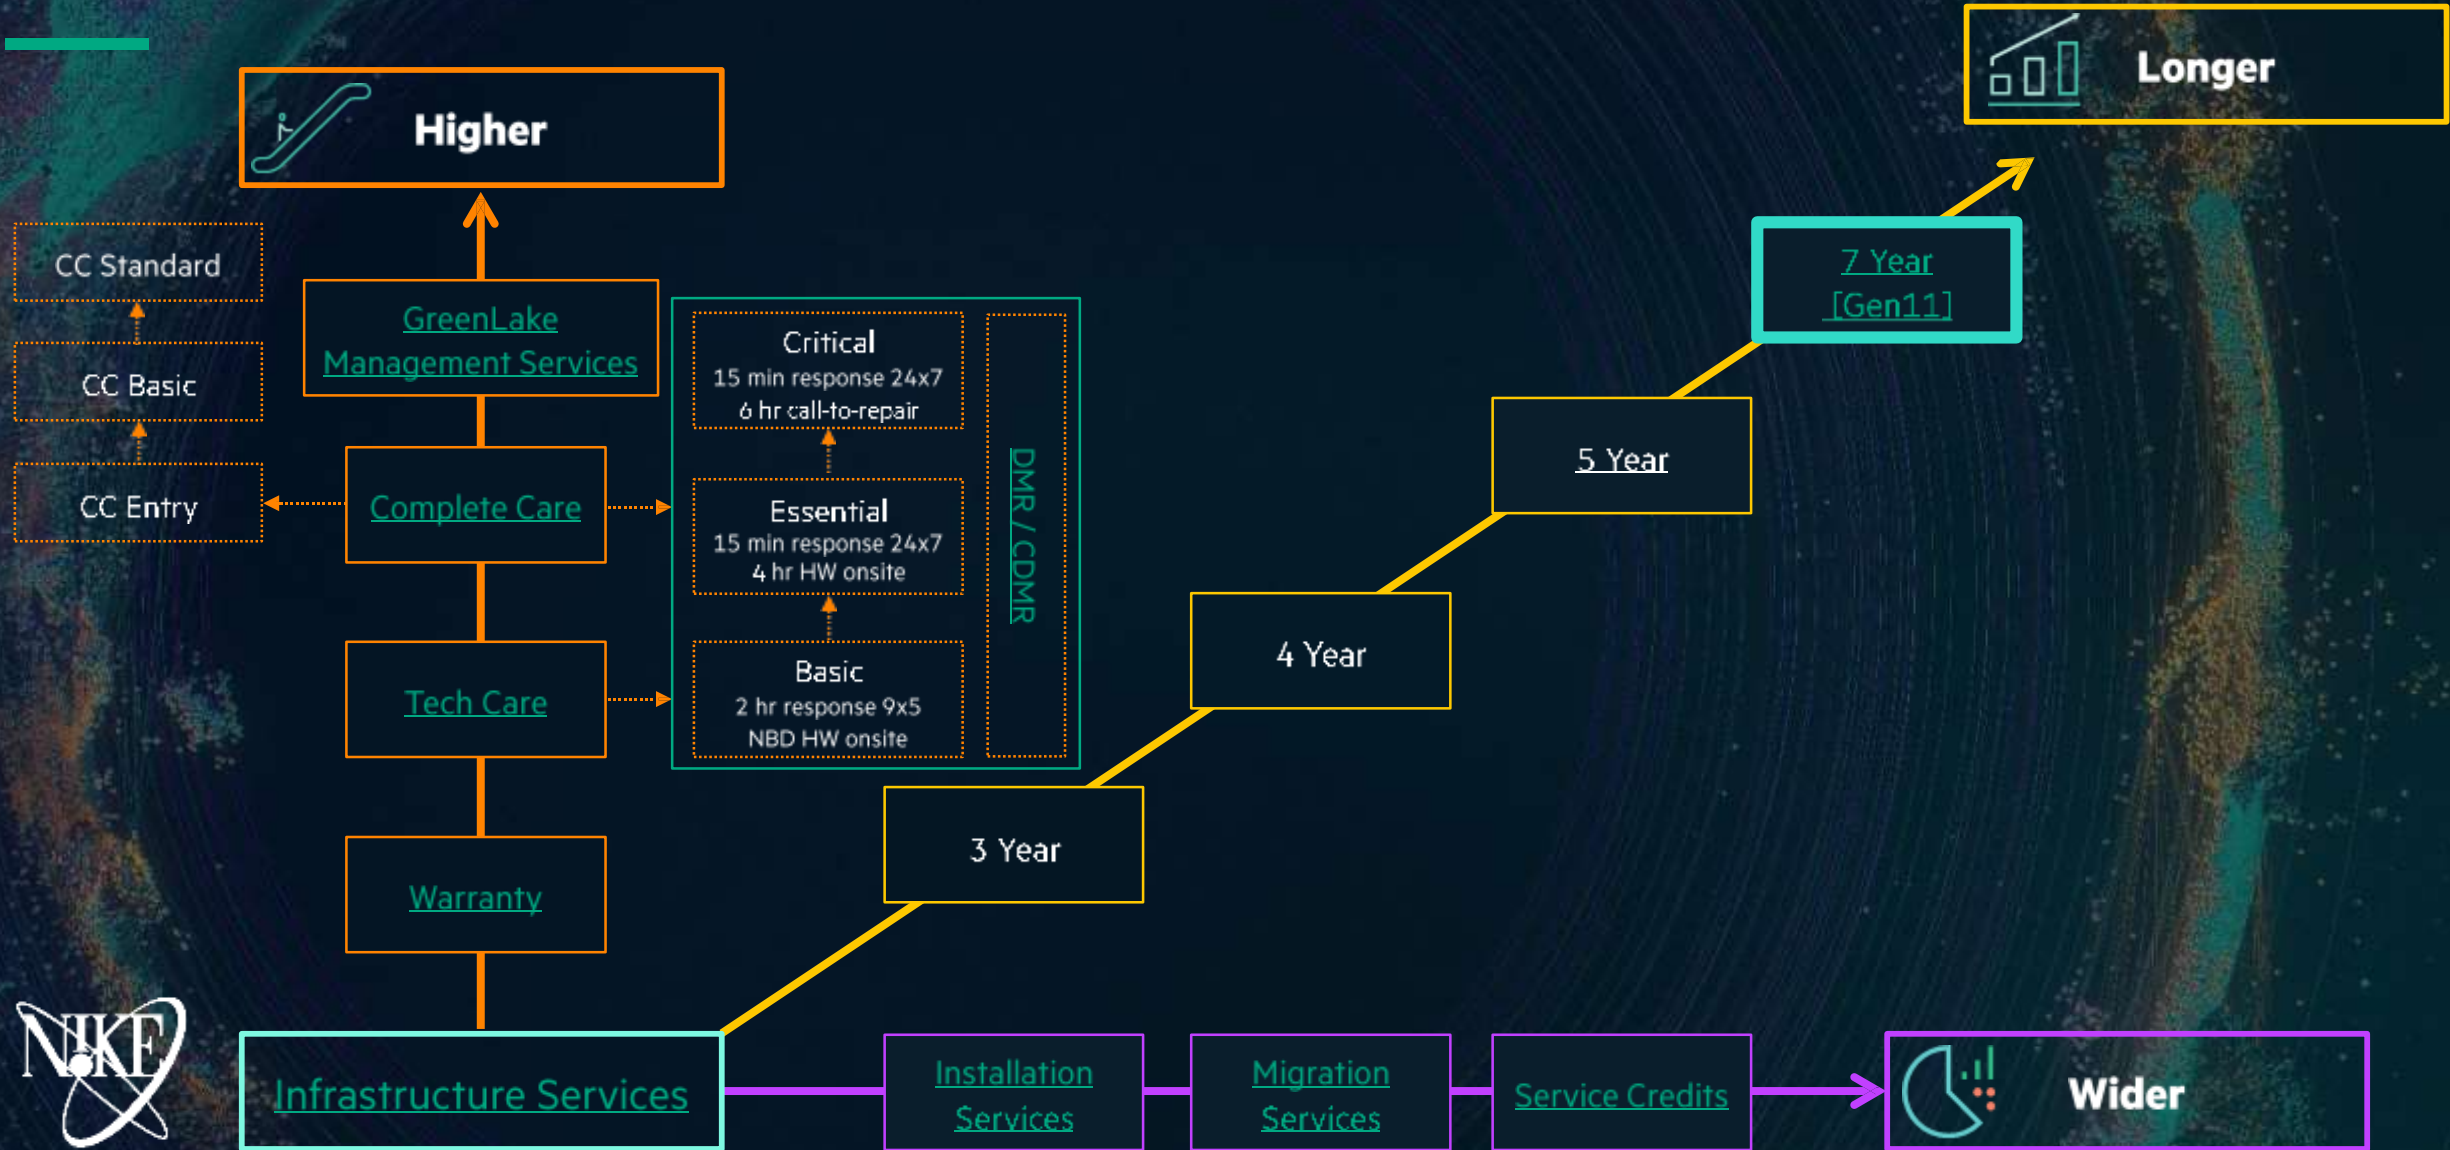 Longer
Higher
CC Standard
CC Basic
CC Entry
GreenLake
Management Services
Complete Care
Tech Care
Warranty
Critical
15 min response 24x7
6 hr call-to-repair
Essential
15 min response 24x7
4 hr HW onsite
Basic
2 hr response 9x5
NBD HW onsite
DMR / CDMR
7 Year
[Gen11]
5 Year
4 Year
3 Year
NIKE
Infrastructure Services
Installation
Services
Migration
Services
Service Credits
Wider